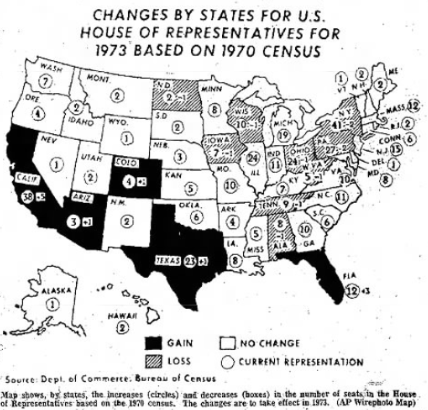 CHANGES BY STATES FOR U.S.
HOUSE OF REPRESENTATIVES FOR
1973 BASED ON 1970 CENSUS
WASH
7
MONT.
2
N.D.
2 -1
MINN
8
VT
1
N H
2
ME.
2
ORE
4
IDAHO
2
S.D
2
WIS
10 -1
MICH
19
N Y
41 -2
MASS. 12
R.I. 2
CONN. 6
WYO.
1
NEB.
3
IOWA
7 -1
ILL
24
IND
11
OHIO
24 -1
PA.
27 -2
N.J. 15
DEL 1
MD 8
NEV
1
UTAH
2
COLO
4 +1
KAN
5
MO.
10
KY
7
W.VA
5 -1
VA.
10
CALIF
38 +5
ARIZ
3 +1
N.M.
2
OKLA.
6
ARK
4
TENN. 9 -1
N.C. 11
S.C.
6
TEXAS 23 +1
LA.
8
MISS
5
ALA
8
-1
GA
10
FLA
12 +3
ALASKA
1
HAWAII
2
GAIN
NO CHANGE
LOSS
CURRENT REPRESENTATION
Source: Dept. of Commerce, Bureau of Census
Map shows, by states, the increases (circles) and decreases (boxes) in the number of seats in the House
of Representatives based on the 1970 census. The changes are to take effect in 1973. (AP Wirephoto Map)